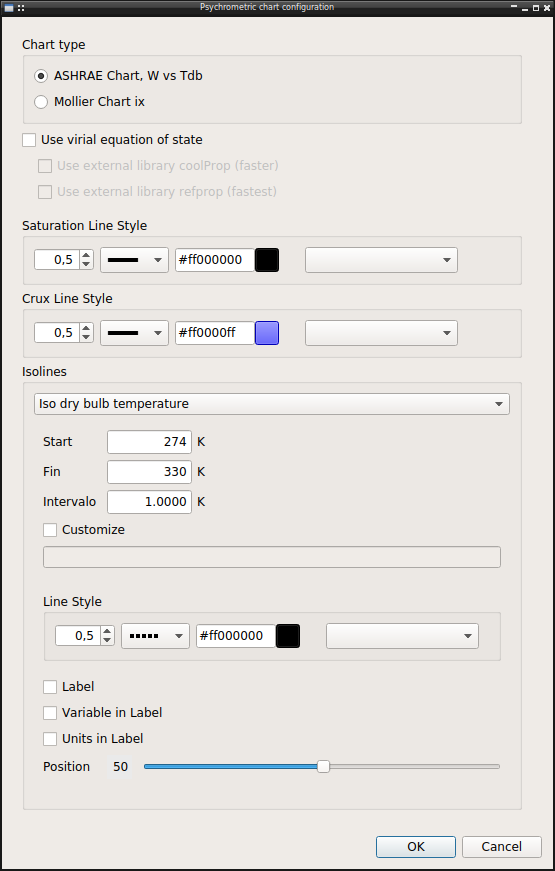 Psychrometric chart configuration
Chart type
ASHRAE Chart, W vs Tdb
Mollier Chart ix
Use virial equation of state
Use external library coolProp (faster)
Use external library refprop (fastest)
Saturation Line Style
0,5 #ff000000
Crux Line Style
0,5 #ff0000ff
Isolines
Iso dry bulb temperature
Start 274 K
Fin 330 K
Intervalo 1.0000 K
Customize
Line Style
0,5 #ff000000
Label
Variable in Label
Units in Label
Position 50
OK Cancel